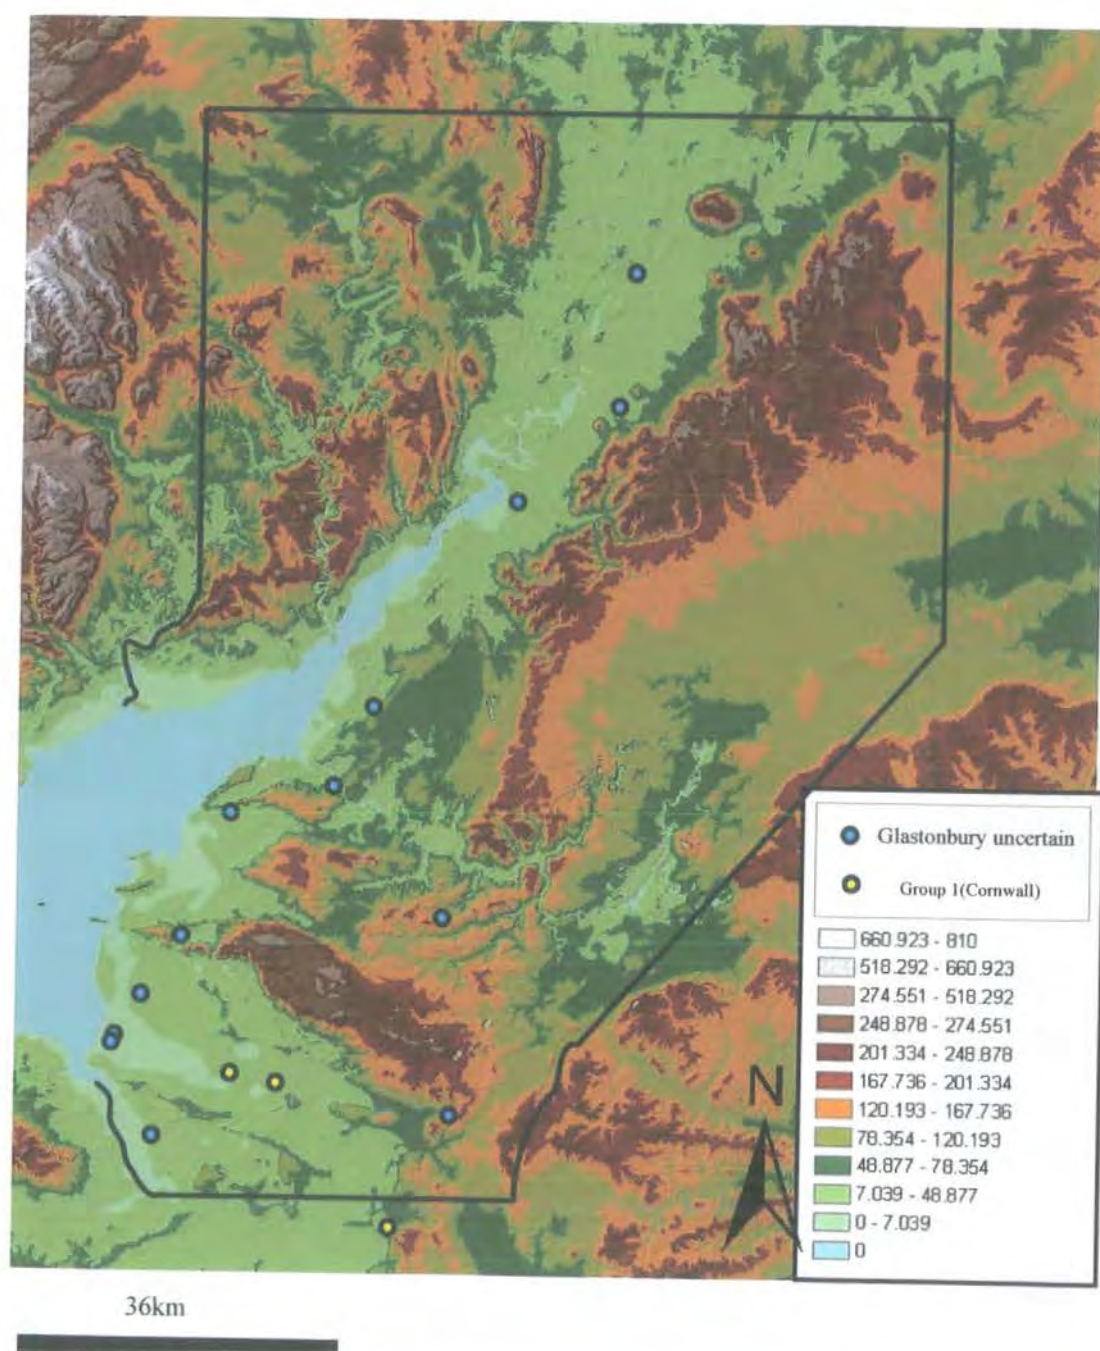 Glastonbury uncertain
Group 1(Cornwall)
660.923 - 810
518.292 - 660.923
274.551 - 518.292
248.878 - 274.551
201.334 - 248.878
167.736 - 201.334
120.193 - 167.736
78.354 - 120.193
48.877 - 78.354
7.039 - 48.877
0 - 7.039
0
N
36km